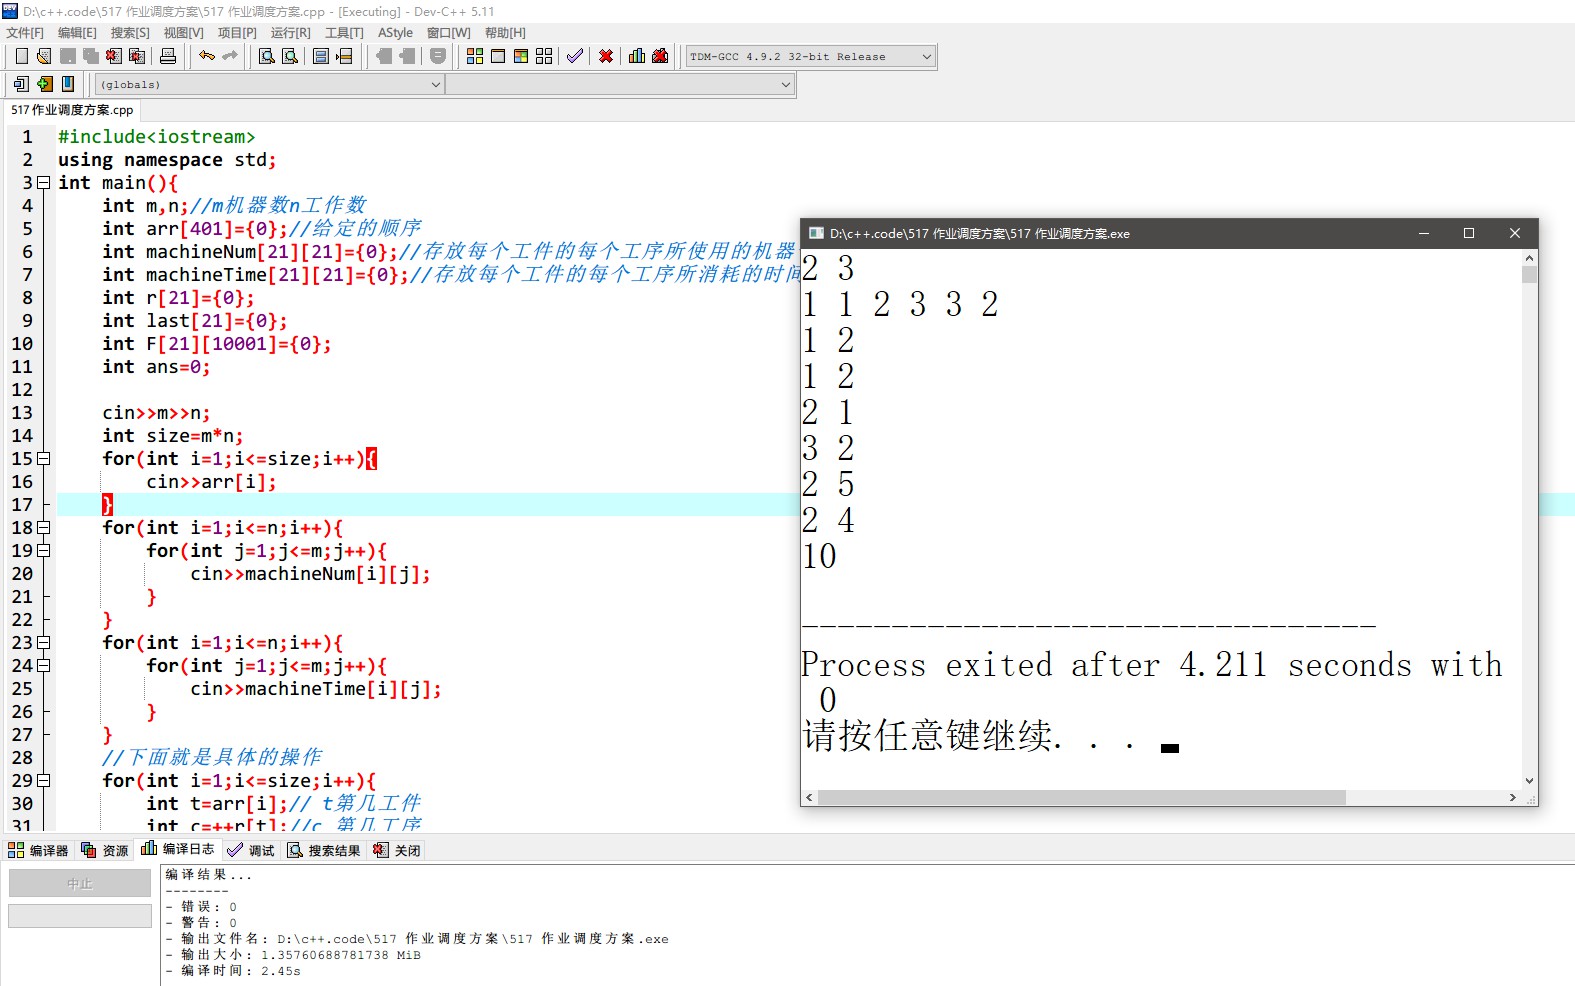 D:\c++.code\517 作业调度方案\517 作业调度方案.cpp - [Executing] - Dev-C++ 5.11
文件[F] 编辑[E] 搜索[S] 视图[V] 项目[P] 运行[R] 工具[T] AStyle 窗口[W] 帮助[H]
TDM-GCC 4.9.2 32-bit Release
(globals)
517 作业调度方案.cpp
1 #include<iostream>
2 using namespace std;
3 int main(){
4 int m,n;//m机器数n工作数
5 int arr[401]={0};//给定的顺序
6 int machineNum[21][21]={0};//存放每个工件的每个工序所使用的机器
7 int machineTime[21][21]={0};//存放每个工件的每个工序所消耗的时间
8 int r[21]={0};
9 int last[21]={0};
10 int F[21][10001]={0};
11 int ans=0;
12
13 cin>>m>>n;
14 int size=m*n;
15 for(int i=1;i<=size;i++){
16 cin>>arr[i];
17 }
18 for(int i=1;i<=n;i++){
19 for(int j=1;j<=m;j++){
20 cin>>machineNum[i][j];
21 }
22 }
23 for(int i=1;i<=n;i++){
24 for(int j=1;j<=m;j++){
25 cin>>machineTime[i][j];
26 }
27 }
28 //下面就是具体的操作
29 for(int i=1;i<=size;i++){
30 int t=arr[i];// t第几工件
31 int c=++r[t];//c 第几工序
D:\c++.code\517 作业调度方案\517 作业调度方案.exe
2 3
1 1 2 3 3 2
1 2
1 2
2 1
3 2
2 5
2 4
10
--------------------------------
Process exited after 4.211 seconds with
0
请按任意键继续. . .
编译器 资源 编译日志 调试 搜索结果 关闭
中止
编译结果...
--------
- 错误: 0
- 警告: 0
- 输出文件名: D:\c++.code\517 作业调度方案\517 作业调度方案.exe
- 输出大小: 1.35760688781738 MiB
- 编译时间: 2.45s